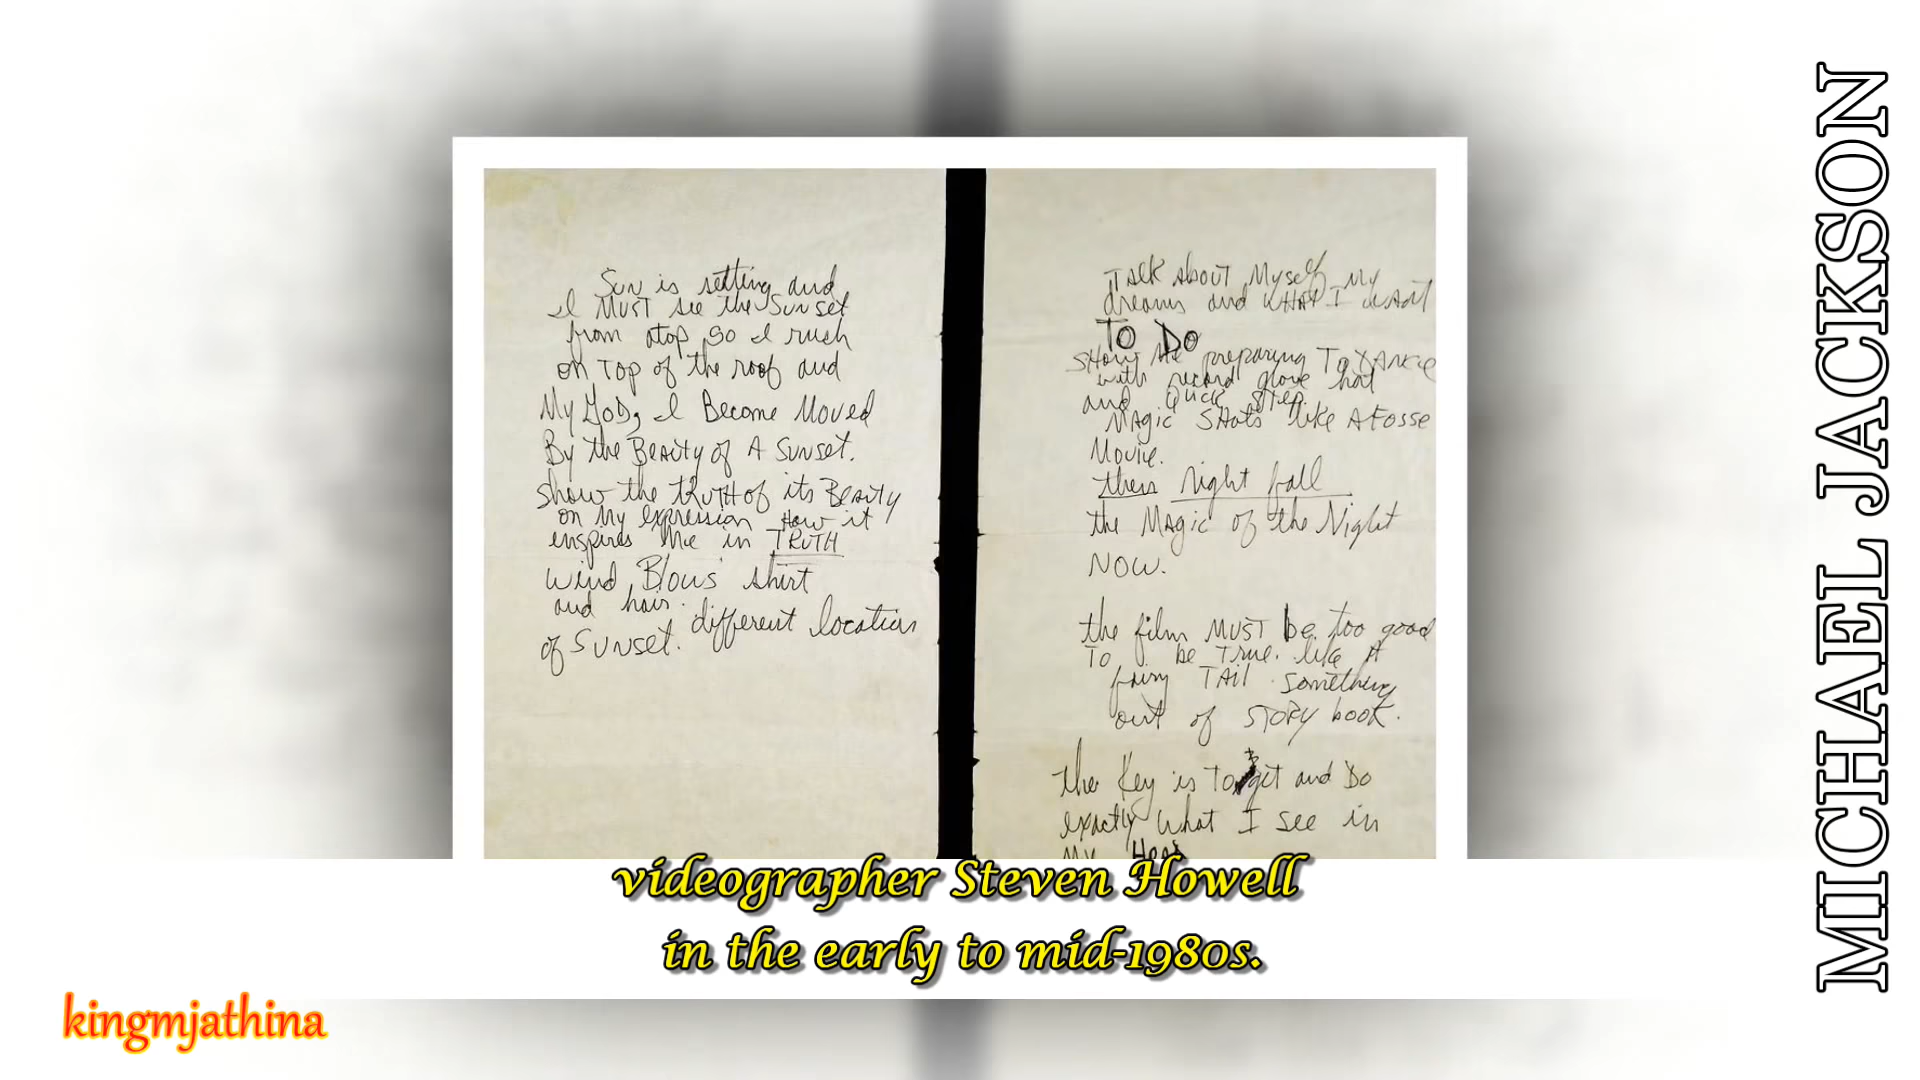 Sun is setting and
I MUST see the Sunset
from atop so I rush
on TOP of the roof and
My GOD, I Become Moved
By the Beauty of A Sunset.
show the tRUTH of its Beauty
on My expression How it
inspires Me in TRUTH
wind Blows shirt
and hair. different location
of Sunset.
Talk about Myself My
dreams and WHAT I want
TO DO
SHow Me preparing To
with record glove hat
and Quick Step.
MAgic SHots like A Fosse
Movie.
then Night fall
the MAgic of the Night
NOW.
the film MUST be too good
TO be True. like A
fairy TAil something
out of STORY book.
the Key is TO get and Do
exactly what I see in
My Head
videographer Steven Howell
in the early to mid-1980s.
kingmjathina
MICHAEL JACKSON